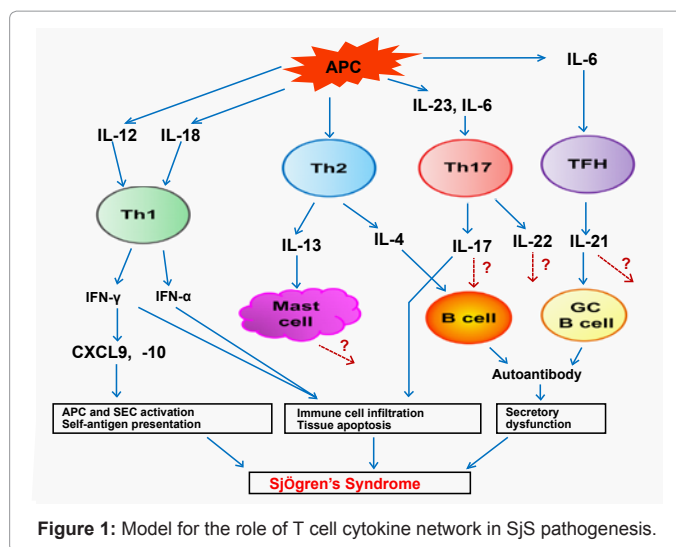 APC
IL-6
IL-23, IL-6
IL-12
IL-18
Th2
Th17
TFH
Th1
IL-13
IL-4
IL-17
IL-22
IL-21
?
?
?
IFN-γ
IFN-α
Mast
cell
B cell
GC
B cell
?
CXCL9, -10
Autoantibody
APC and SEC activation
Self-antigen presentation
Immune cell infiltration
Tissue apoptosis
Secretory
dysfunction
SjÖgren's Syndrome
Figure 1: Model for the role of T cell cytokine network in SjS pathogenesis.